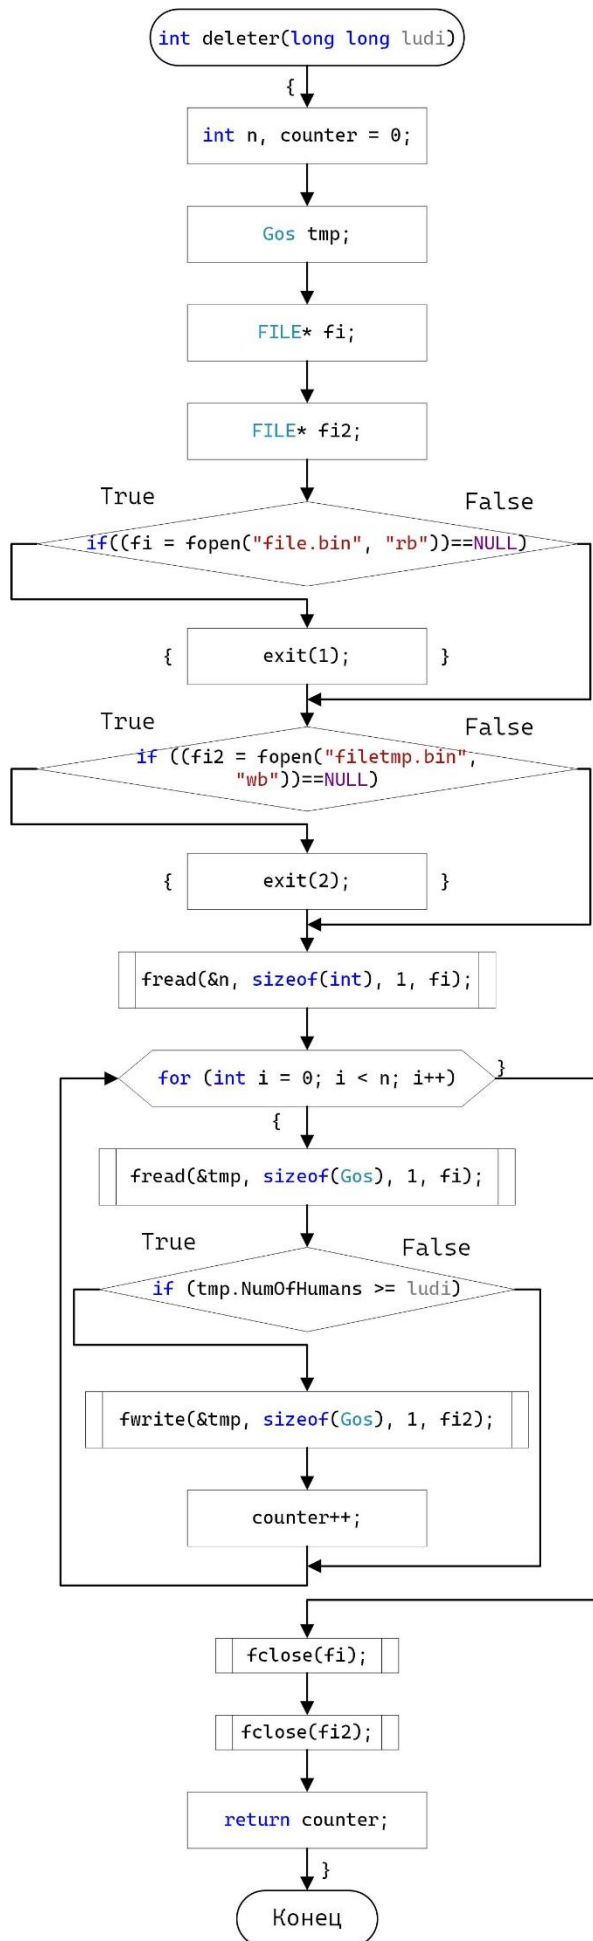 int deleter(long long ludi)
{
int n, counter = 0;
Gos tmp;
FILE* fi;
FILE* fi2;
True
False
if((fi = fopen("file.bin", "rb"))==NULL)
{
exit(1);
}
True
False
if ((fi2 = fopen("filetmp.bin",
"wb"))==NULL)
{
exit(2);
}
fread(&n, sizeof(int), 1, fi);
for (int i = 0; i < n; i++)
}
{
fread(&tmp, sizeof(Gos), 1, fi);
True
False
if (tmp.NumOfHumans >= ludi)
fwrite(&tmp, sizeof(Gos), 1, fi2);
counter++;
fclose(fi);
fclose(fi2);
return counter;
}
Конец